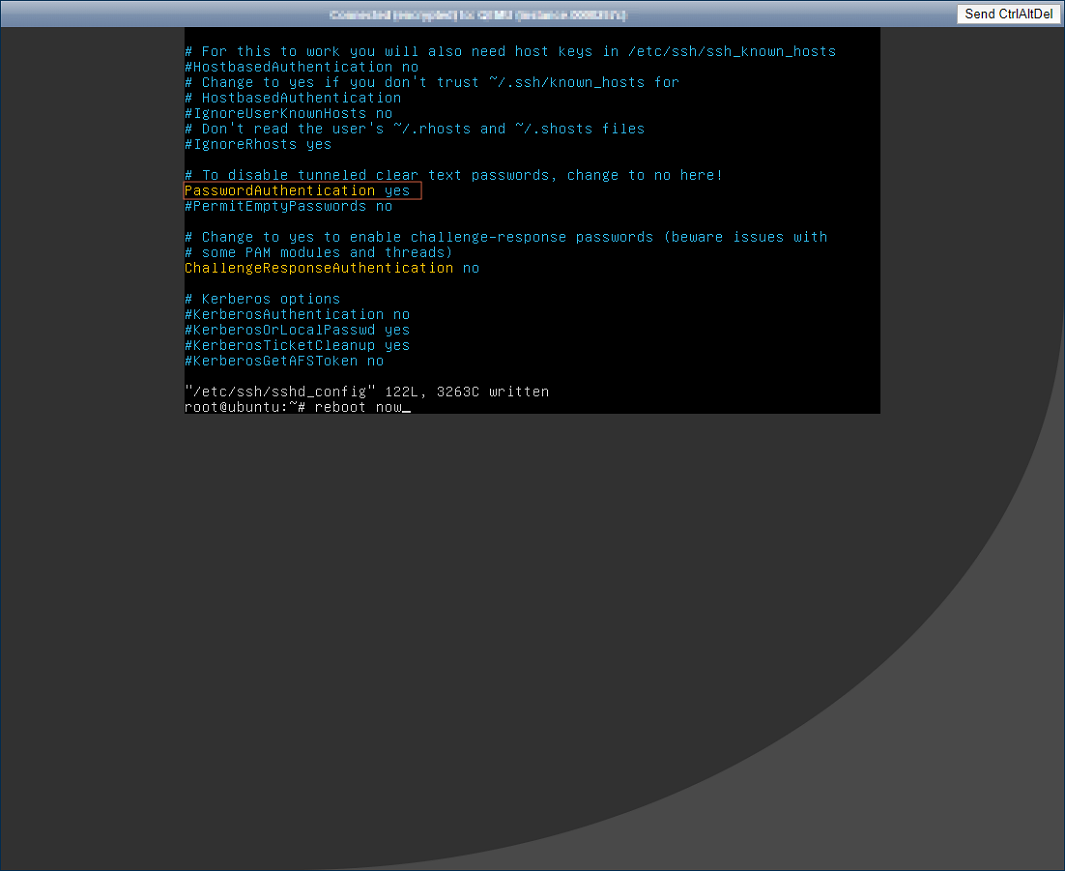 Send CtrlAltDel
# For this to work you will also need host keys in /etc/ssh/ssh_known_hosts
#HostbasedAuthentication no
# Change to yes if you don't trust ~/.ssh/known_hosts for
# HostbasedAuthentication
#IgnoreUserKnownHosts no
# Don't read the user's ~/.rhosts and ~/.shosts files
#IgnoreRhosts yes
# To disable tunneled clear text passwords, change to no here!
PasswordAuthentication yes
#PermitEmptyPasswords no
# Change to yes to enable challenge-response passwords (beware issues with
# some PAM modules and threads)
ChallengeResponseAuthentication no
# Kerberos options
#KerberosAuthentication no
#KerberosOrLocalPasswd yes
#KerberosTicketCleanup yes
#KerberosGetAFSToken no
"/etc/ssh/sshd_config" 122L, 3263C written
root@ubuntu:~# reboot now_